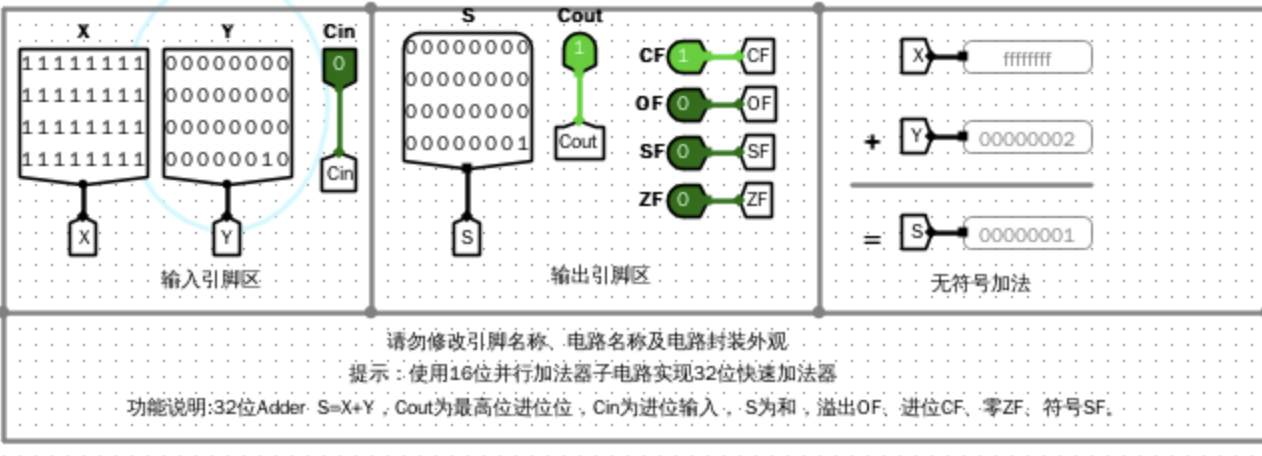 X
Y
Cin
11111111
11111111
11111111
11111111
00000000
00000000
00000000
00000010
0
Cin
X
Y
输入引脚区
S
Cout
00000000
00000000
00000000
00000001
1
Cout
S
CF 1 CF
OF 0 OF
SF 0 SF
ZF 0 ZF
输出引脚区
X ffffffff
+ Y 00000002
= S 00000001
无符号加法
请勿修改引脚名称、电路名称及电路封装外观
提示：使用16位并行加法器子电路实现32位快速加法器
功能说明:32位Adder S=X+Y，Cout为最高位进位位，Cin为进位输入， S为和，溢出OF、进位CF、零ZF、符号SF。